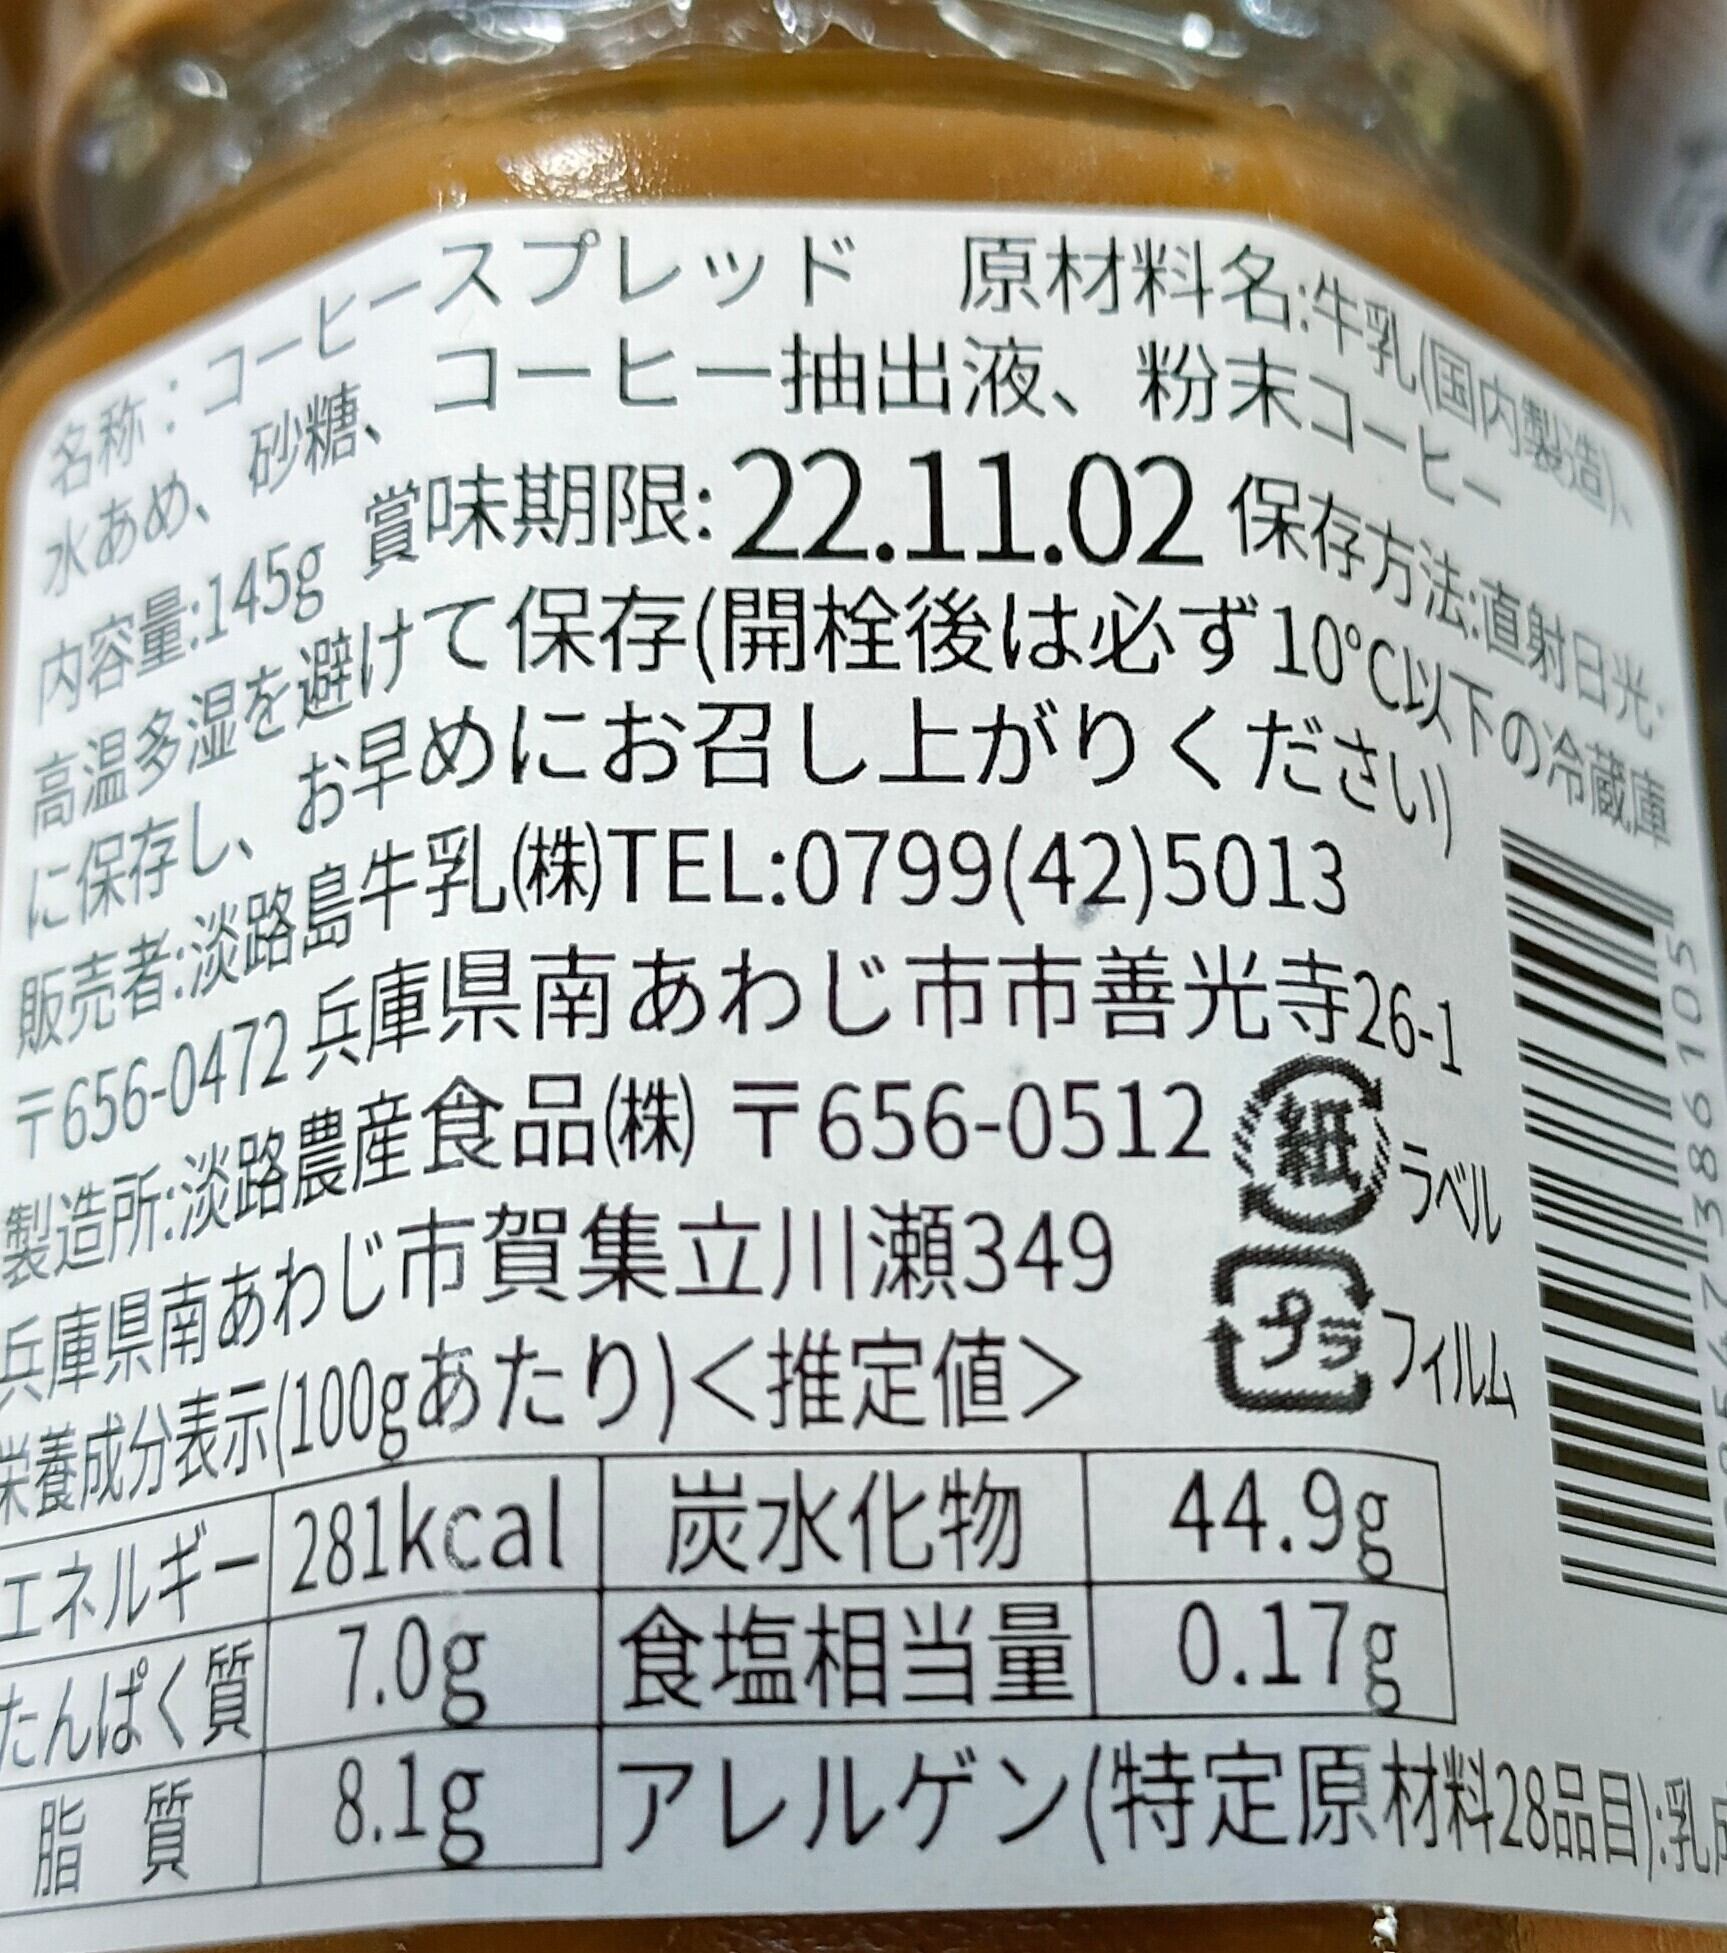 名称:コーヒースプレッド 原材料名:牛乳(国内製造)、
水あめ、砂糖、コーヒー抽出液、粉末コーヒー
内容量:145g 賞味期限:22.11.02 保存方法:直射日光・
高温多湿を避けて保存(開栓後は必ず10℃以下の冷蔵庫
に保存し、お早めにお召し上がりください)
販売者:淡路島牛乳(株)TEL:0799(42)5013
〒656-0472 兵庫県南あわじ市市善光寺26-1
製造所:淡路農産食品(株) 〒656-0512
兵庫県南あわじ市賀集立川瀬349
栄養成分表示(100gあたり)<推定値>
エネルギー 281kcal 炭水化物 44.9g
たんぱく質 7.0g 食塩相当量 0.17g
脂質 8.1g アレルゲン(特定原材料28品目):乳成
紙 ラベル
プラ フィルム